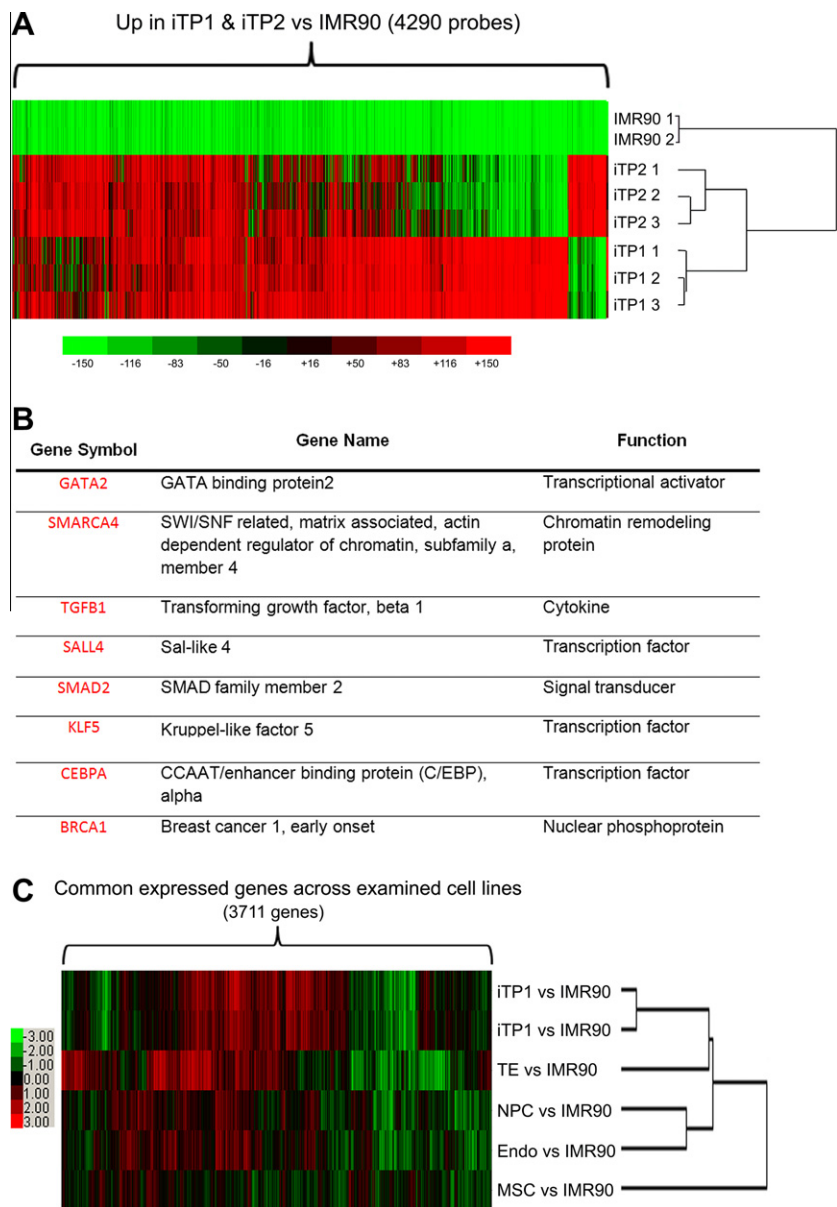 A
Up in iTP1 & iTP2 vs IMR90 (4290 probes)
IMR90 1
IMR90 2
iTP2 1
iTP2 2
iTP2 3
iTP1 1
iTP1 2
iTP1 3
-150 -116 -83 -50 -16 +16 +50 +83 +116 +150
B
Gene Symbol Gene Name Function
GATA2 GATA binding protein2 Transcriptional activator
SMARCA4 SWI/SNF related, matrix associated, actin Chromatin remodeling
dependent regulator of chromatin, subfamily a, protein
member 4
TGFB1 Transforming growth factor, beta 1 Cytokine
SALL4 Sal-like 4 Transcription factor
SMAD2 SMAD family member 2 Signal transducer
KLF5 Kruppel-like factor 5 Transcription factor
CEBPA CCAAT/enhancer binding protein (C/EBP), Transcription factor
alpha
BRCA1 Breast cancer 1, early onset Nuclear phosphoprotein
C
Common expressed genes across examined cell lines
(3711 genes)
iTP1 vs IMR90
iTP1 vs IMR90
TE vs IMR90
NPC vs IMR90
Endo vs IMR90
MSC vs IMR90
-3.00
-2.00
-1.00
0.00
1.00
2.00
3.00